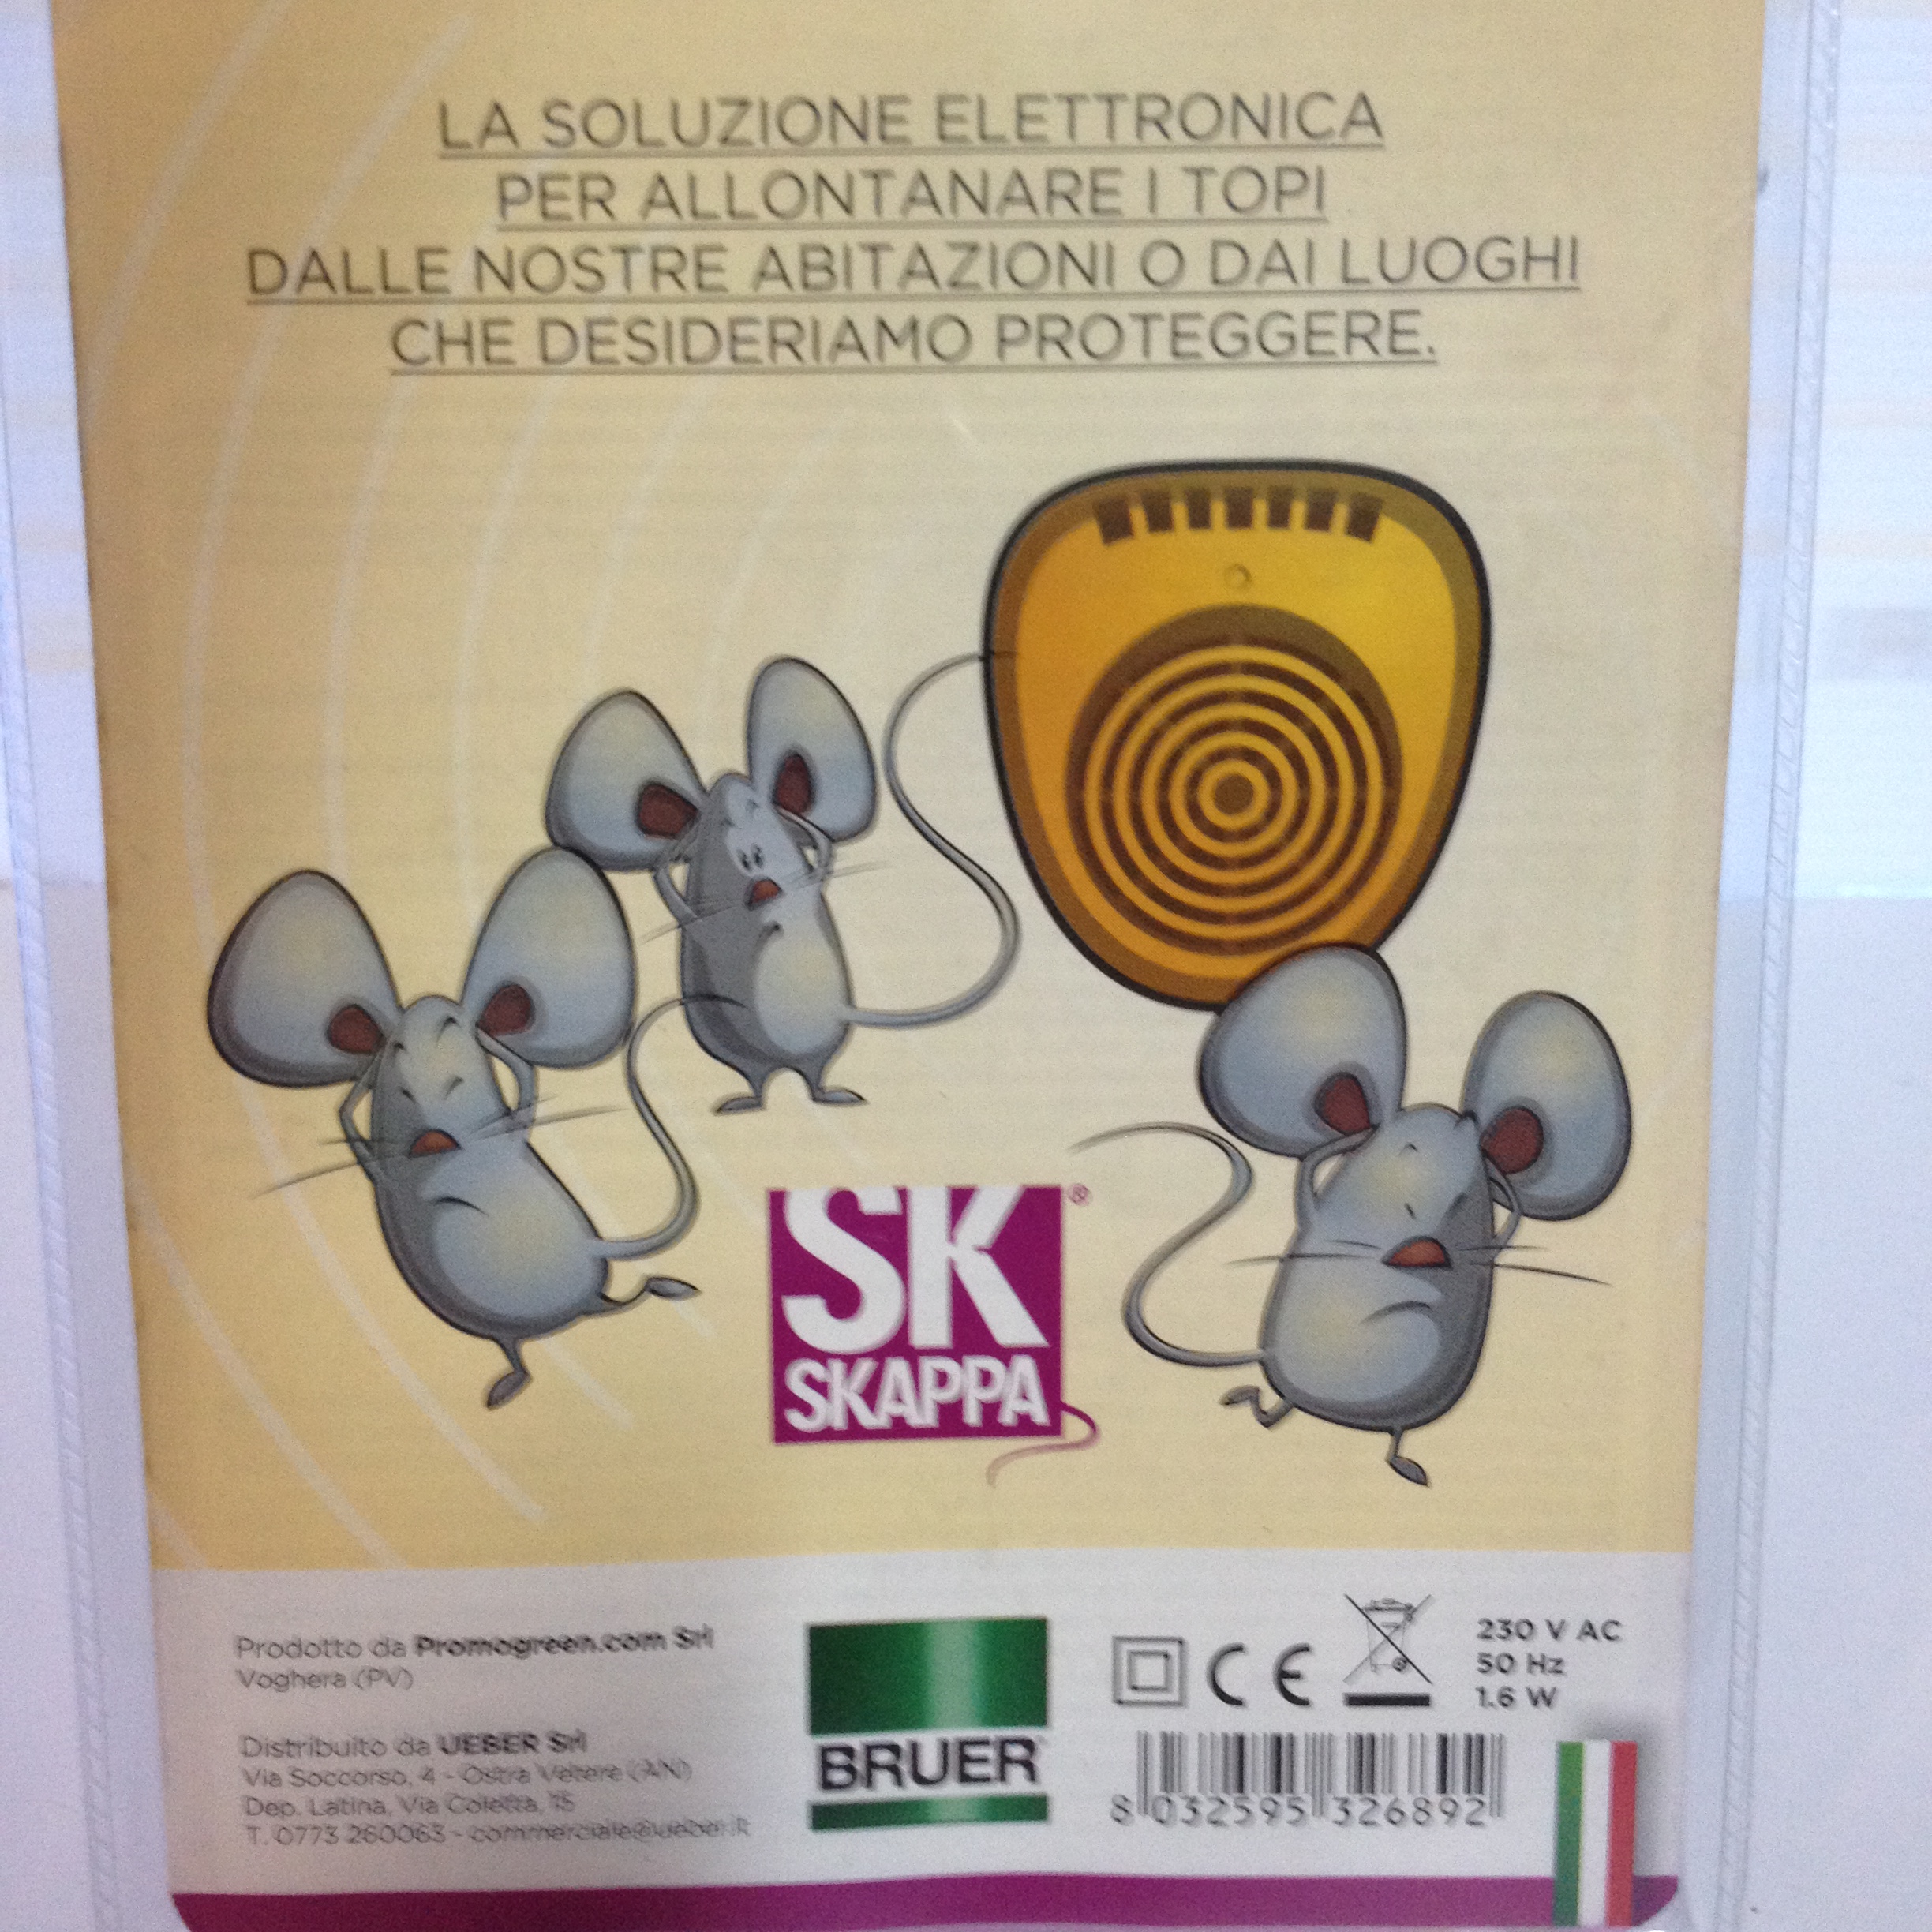 LA SOLUZIONE ELETTRONICA
PER ALLONTANARE I TOPI
DALLE NOSTRE ABITAZIONI O DAI LUOGHI
CHE DESIDERIAMO PROTEGGERE.
SK®
SKAPPA
Prodotto da Promogreen.com Srl
Voghera (PV)
Distribuito da UEBER Srl
Via Soccorso, 4 - Ostra Vetere (AN)
Dep. Latina, Via Coletta, 15
T. 0773 260063 - commerciale@ueber.it
BRUER
CE
230 V AC
50 Hz
1.6 W
8 032595 326892